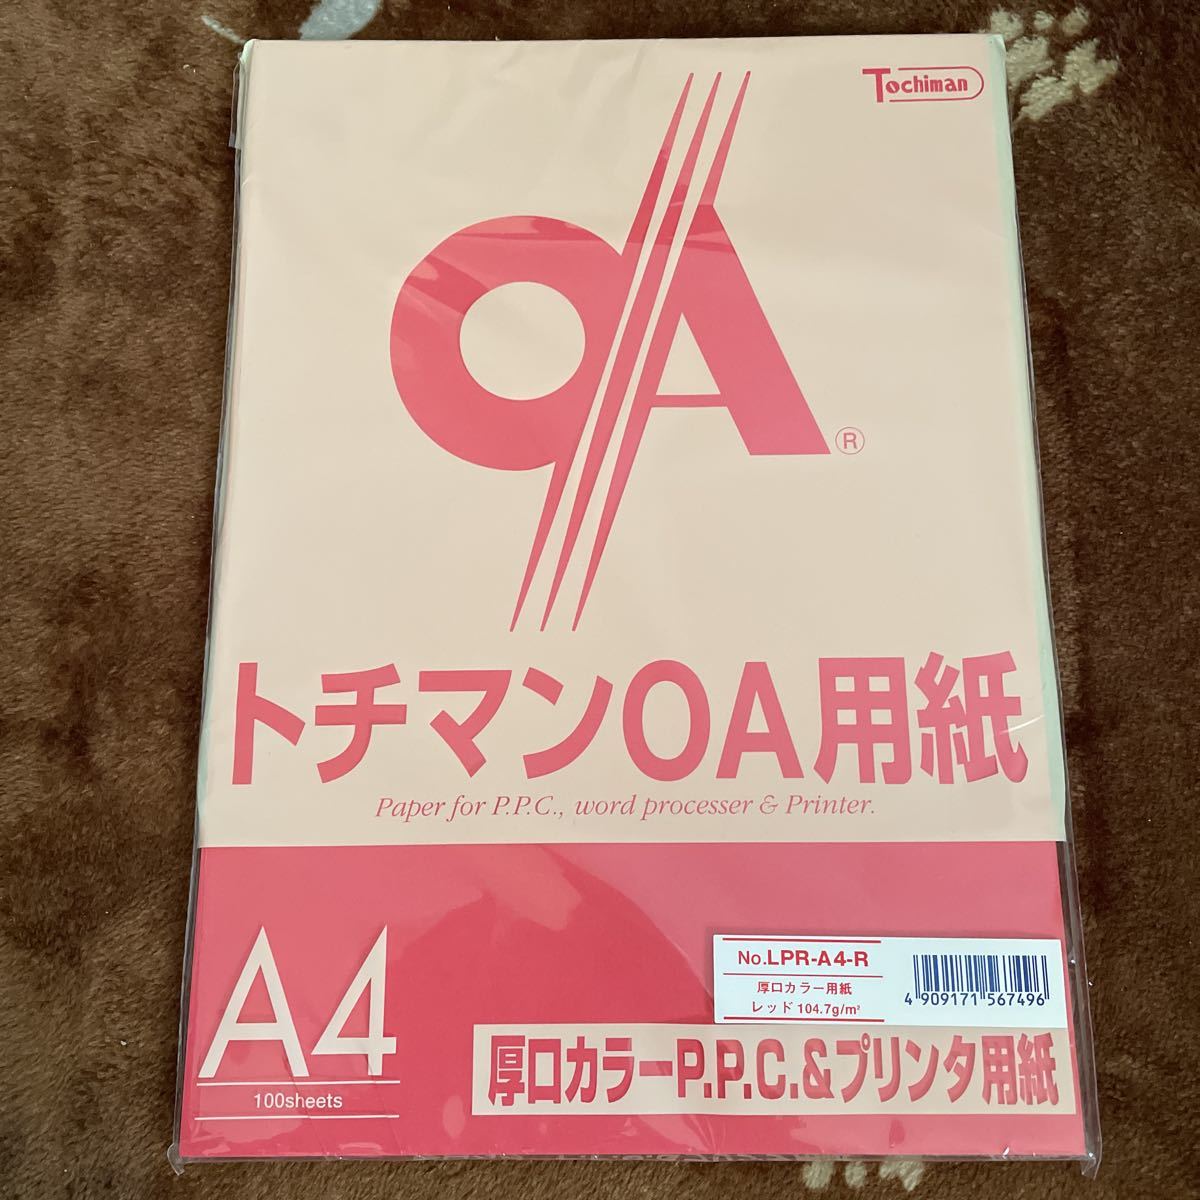 Tochiman
OA
®
トチマンOA用紙
Paper for P.P.C., word processer & Printer.
A4
100sheets
No.LPR-A4-R
厚口カラー用紙
レッド 104.7g/m²
4 909171 567496
厚口カラーP.P.C.&プリンタ用紙